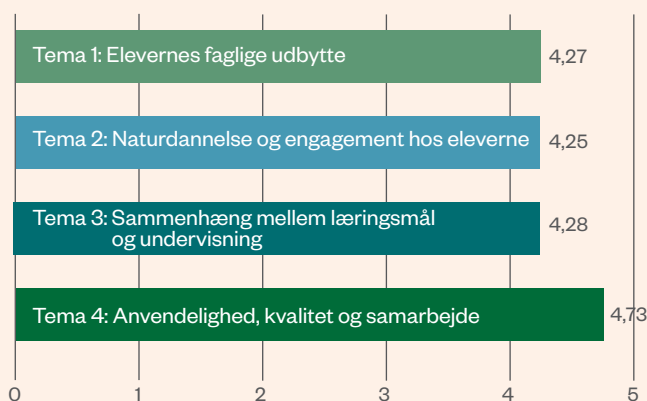 Tema 1: Elevernes faglige udbytte
4,27
Tema 2: Naturdannelse og engagement hos eleverne
4,25
Tema 3: Sammenhæng mellem læringsmål
og undervisning
4,28
Tema 4: Anvendelighed, kvalitet og samarbejde
4,73
0 1 2 3 4 5